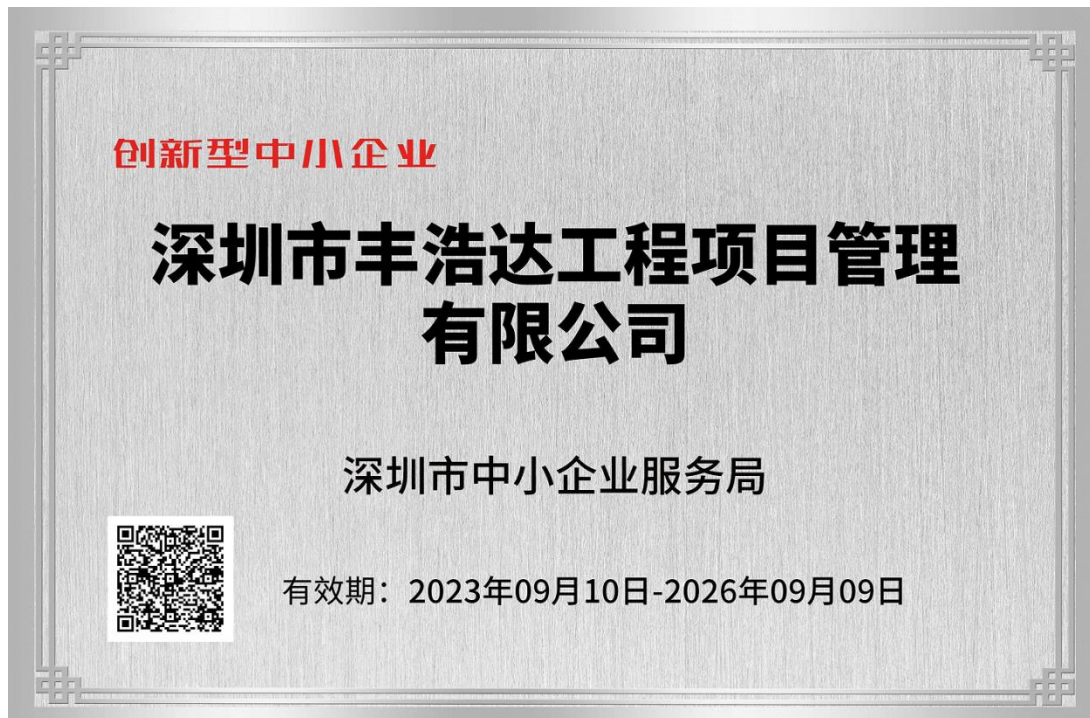 创新型中小企业
深圳市丰浩达工程项目管理
有限公司
深圳市中小企业服务局
有效期：2023年09月10日-2026年09月09日